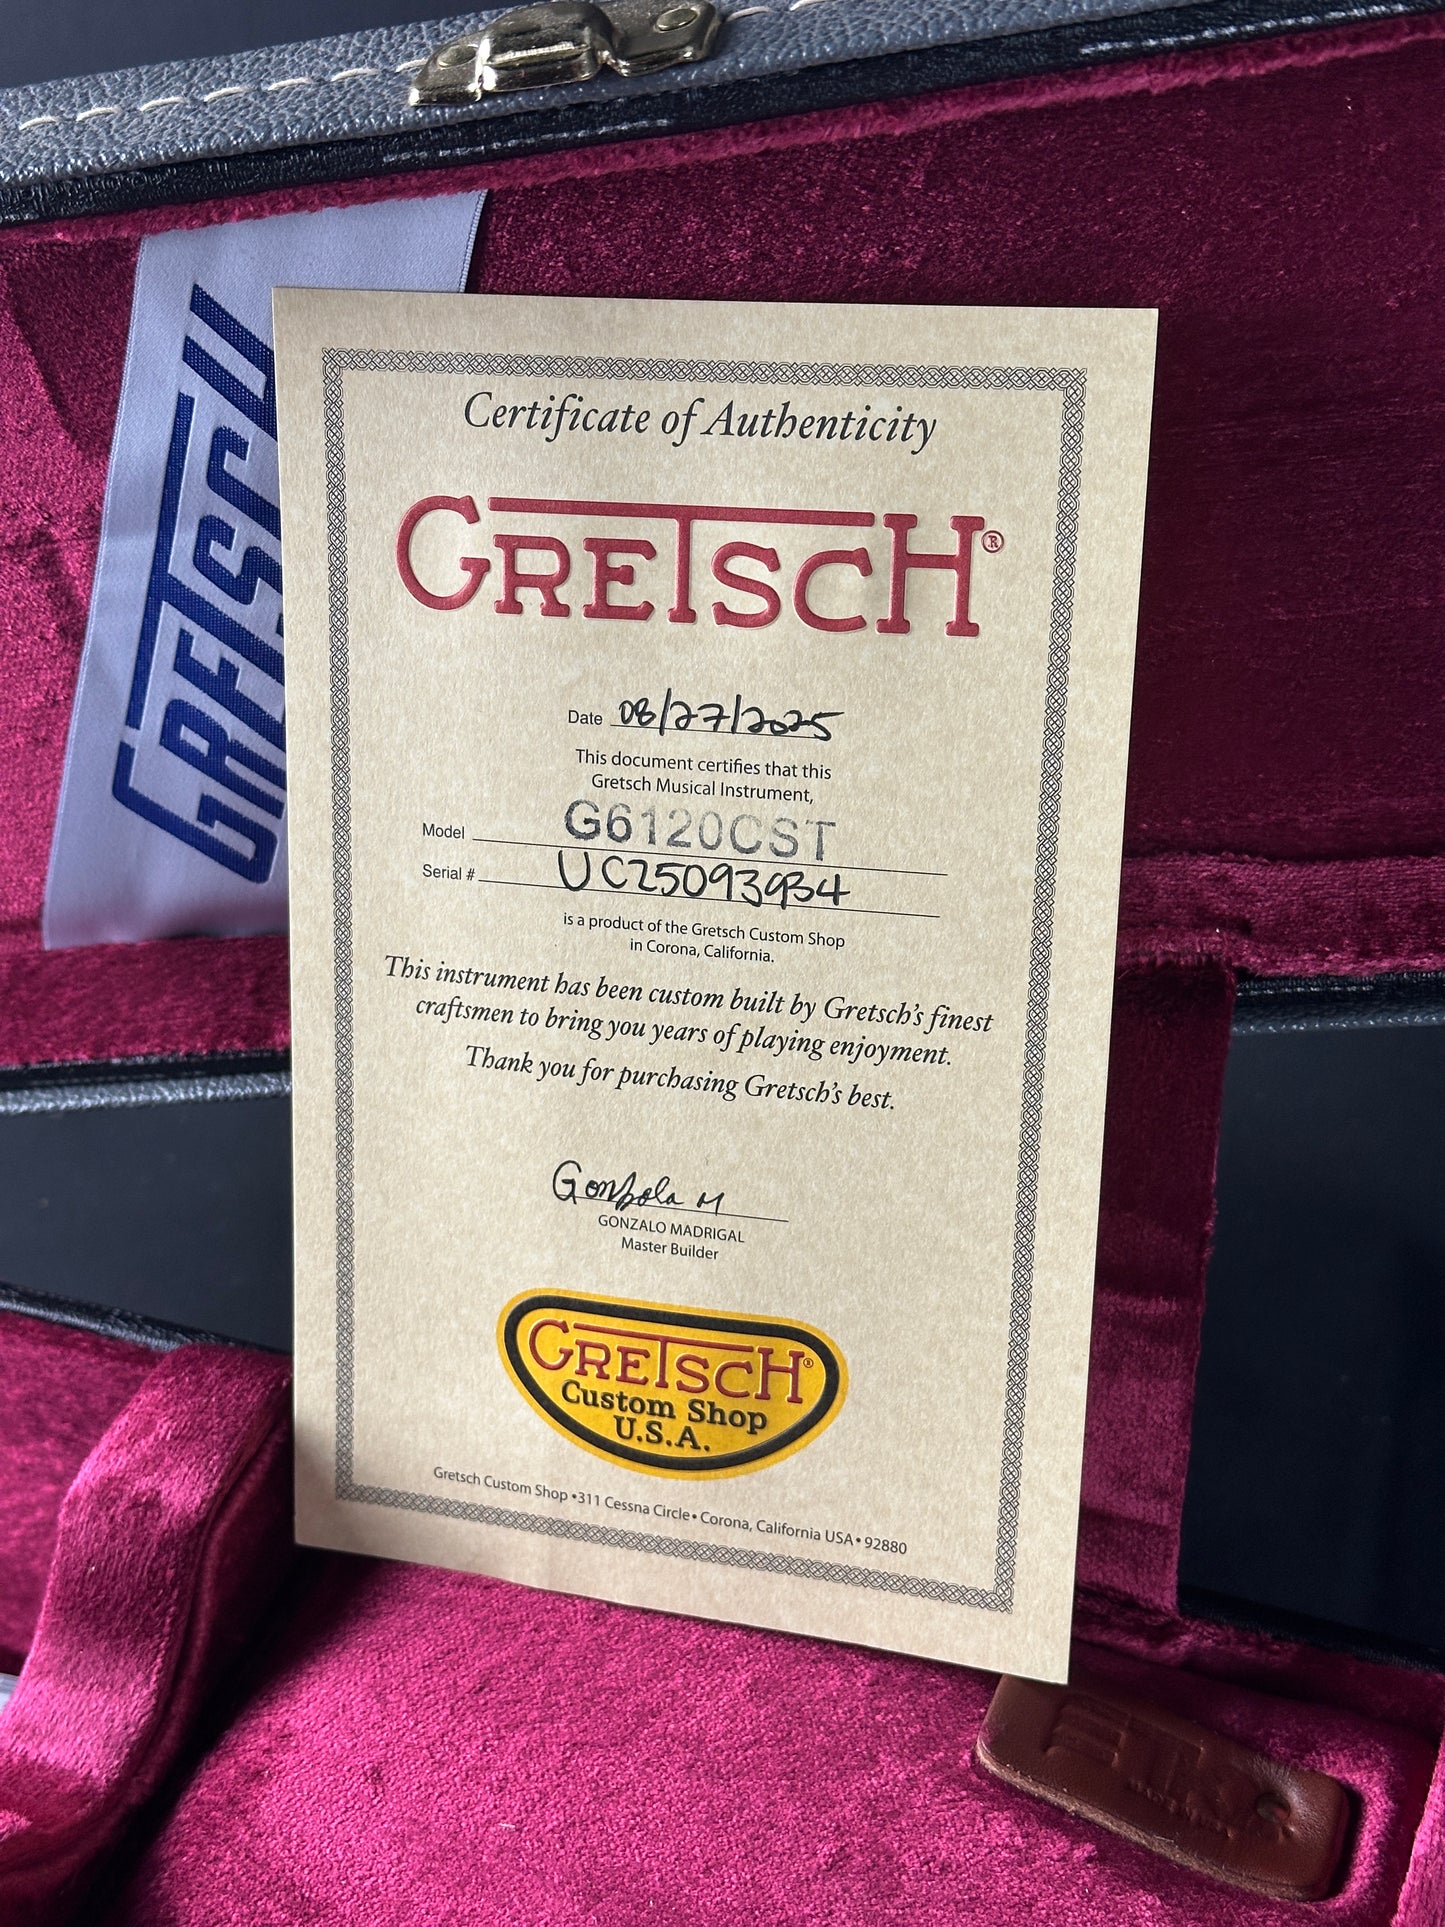 GRETSCH
Certificate of Authenticity
GRETSCH®
Date 08/27/2025
This document certifies that this
Gretsch Musical Instrument,
Model G6120CST
Serial # UC25093934
is a product of the Gretsch Custom Shop
in Corona, California.
This instrument has been custom built by Gretsch's finest
craftsmen to bring you years of playing enjoyment.
Thank you for purchasing Gretsch's best.
Gonzalo M
GONZALO MADRIGAL
Master Builder
GRETSCH®
Custom Shop
U.S.A.
Gretsch Custom Shop •311 Cessna Circle• Corona, California USA• 92880